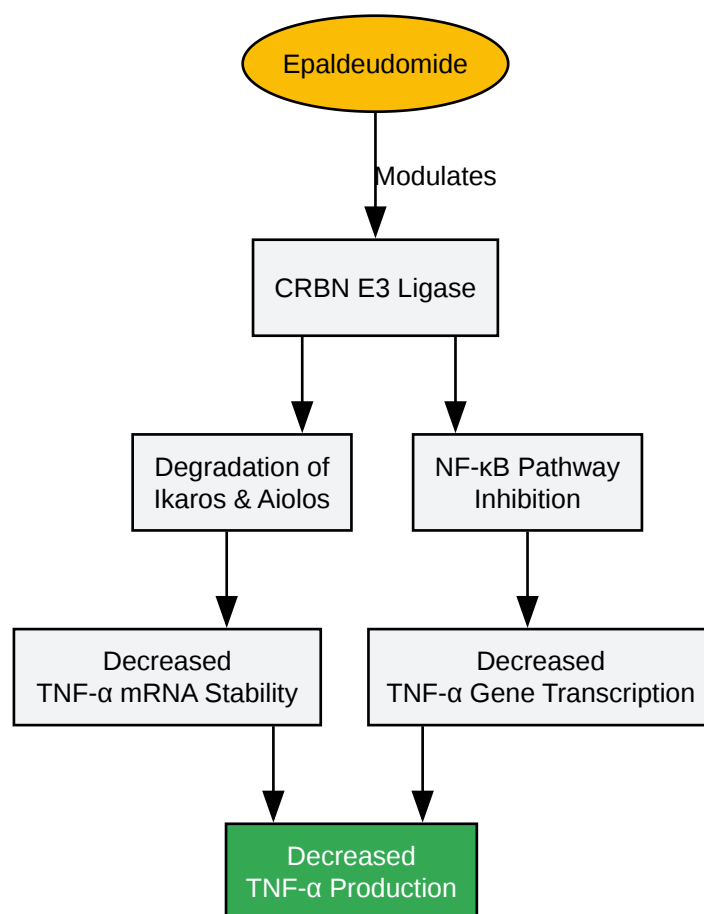 Epaldeudomide
Modulates
CRBN E3 Ligase
Degradation of
Ikaros & Aiolos
NF-κB Pathway
Inhibition
Decreased
TNF-α mRNA Stability
Decreased
TNF-α Gene Transcription
Decreased
TNF-α Production